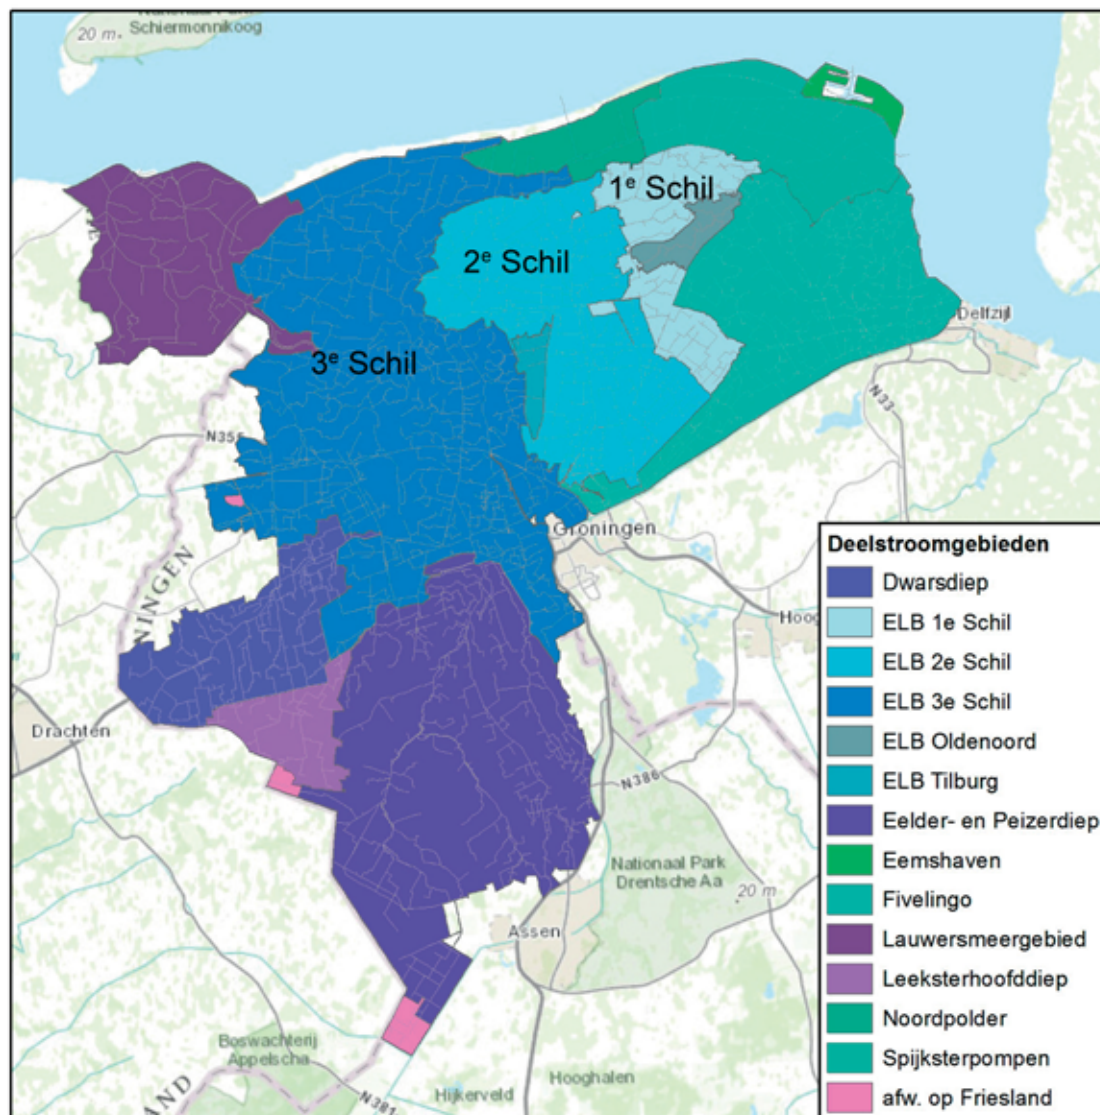 20 m
Schiermonnikoog
1e Schil
2e Schil
3e Schil
Delfzijl
N33
N355
Groningen
NINGEN
Drachten
N386
Nationaal Park
Drentsche Aa
20 m
Assen
Boswachterij
Appelscha
Hijkerveld
Hooghalen
N381
AND
Hoog
Deelstroomgebieden
Dwarsdiep
ELB 1e Schil
ELB 2e Schil
ELB 3e Schil
ELB Oldenoord
ELB Tilburg
Eelder- en Peizerdiep
Eemshaven
Fivelingo
Lauwersmeergebied
Leeksterhoofddiep
Noordpolder
Spijksterpompen
afw. op Friesland